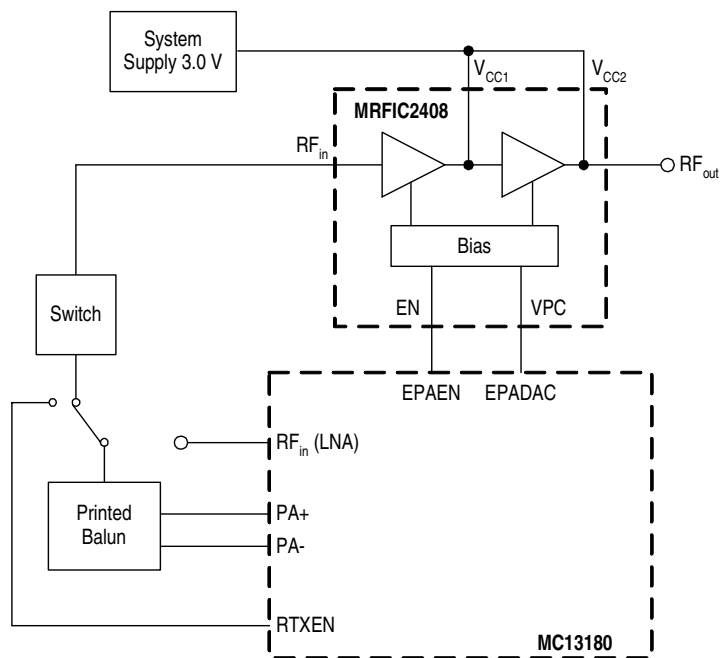 System
Supply 3.0 V
VCC1
VCC2
MRFIC2408
RFin
RFout
Bias
EN
VPC
Switch
EPAEN
EPADAC
RFin (LNA)
Printed
Balun
PA+
PA-
RTXEN
MC13180